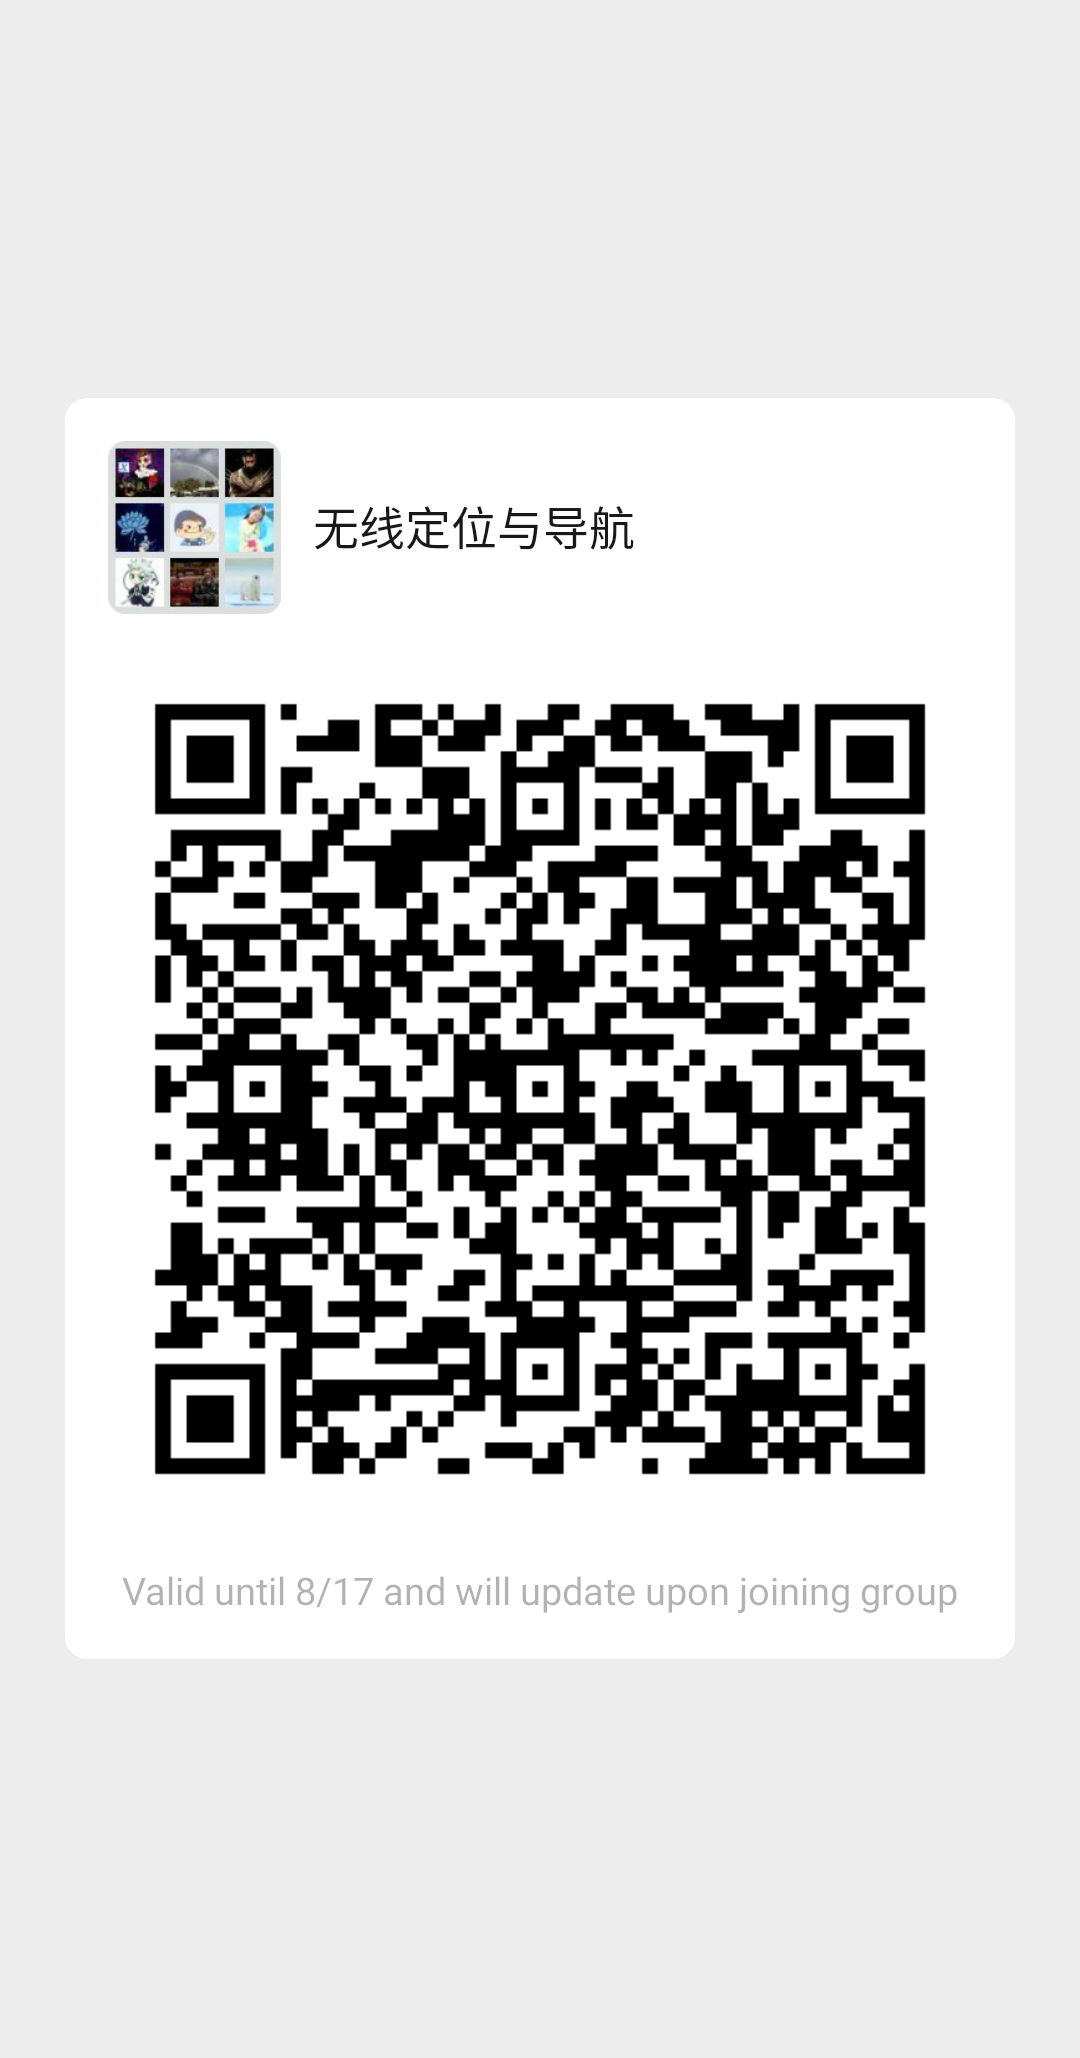 无线定位与导航
Valid until 8/17 and will update upon joining group